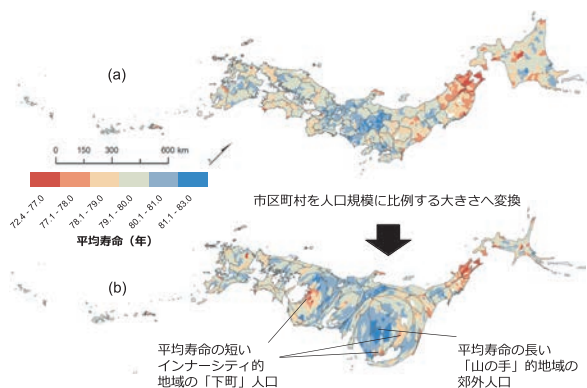 (a)
0 150 300 600 km
72.4 - 77.0
77.1 - 78.0
78.1 - 79.0
79.1 - 80.0
80.1 - 81.0
81.1 - 83.0
平均寿命（年）
市区町村を人口規模に比例する大きさへ変換
(b)
平均寿命の短い
インナーシティ的
地域の「下町」人口
平均寿命の長い
「山の手」的地域の
郊外人口